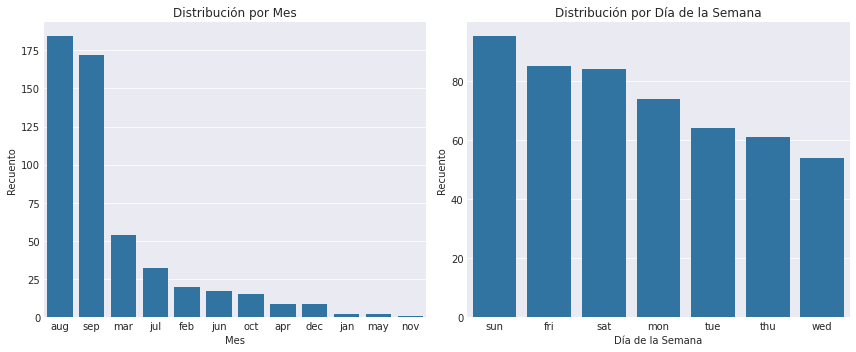 Distribución por Mes
Recuento
175
150
125
100
75
50
25
0
aug sep mar jul feb jun oct apr dec jan may nov
Mes
Distribución por Día de la Semana
Recuento
80
60
40
20
0
sun fri sat mon tue thu wed
Día de la Semana